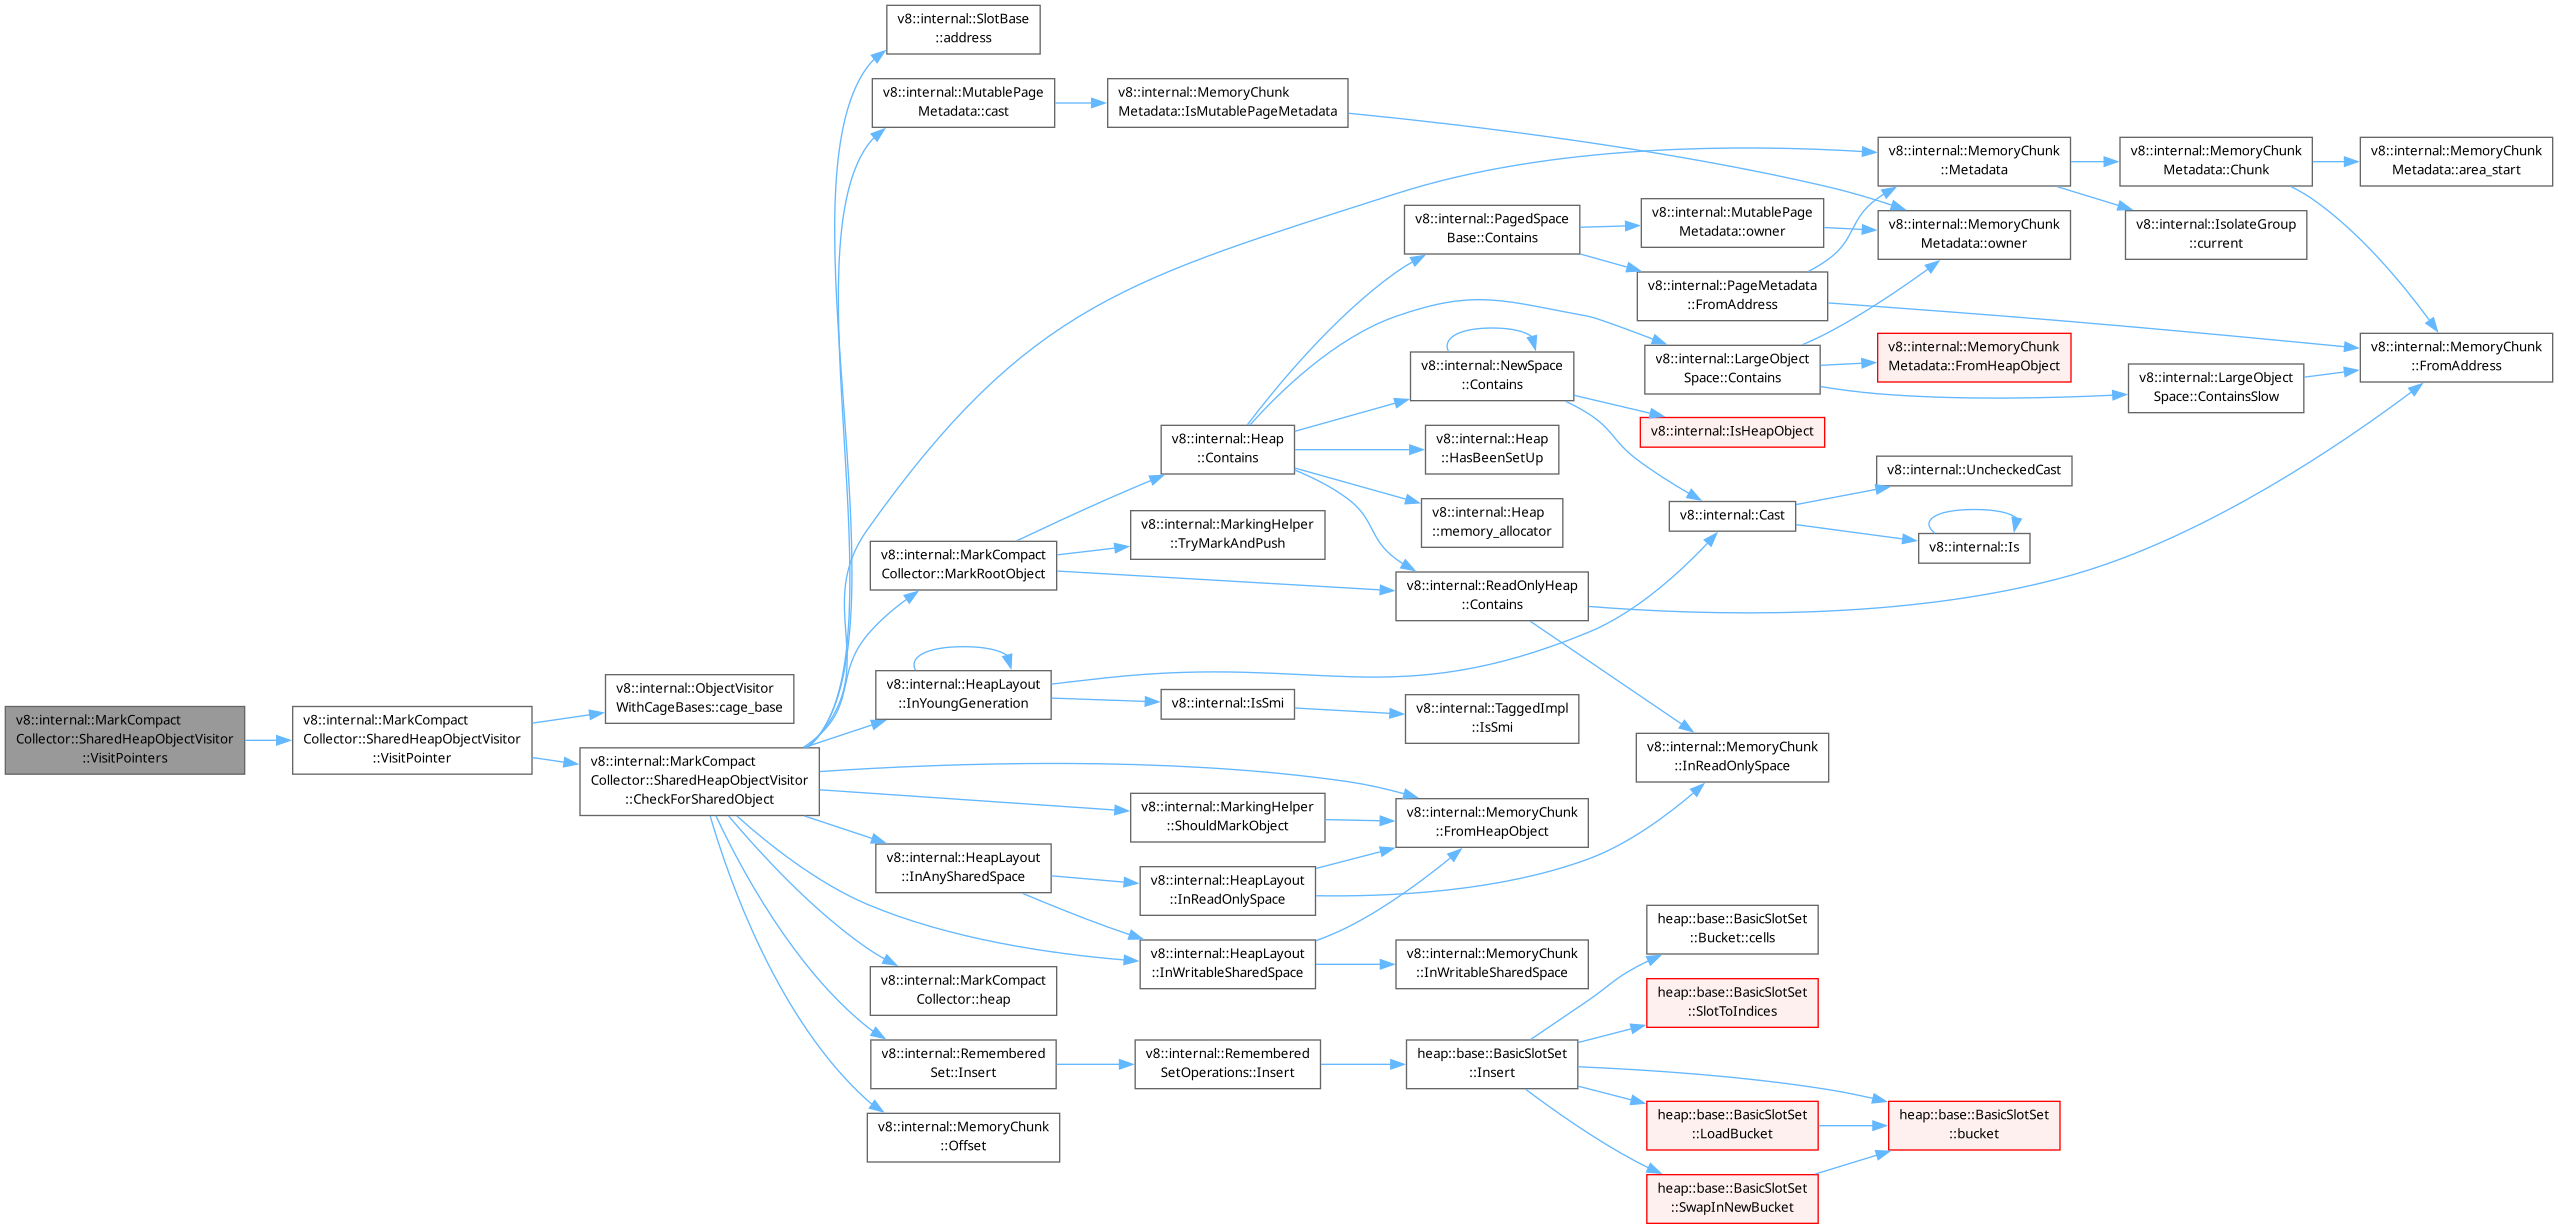 v8::internal::MarkCompact
Collector::SharedHeapObjectVisitor
::VisitPointers
v8::internal::MarkCompact
Collector::SharedHeapObjectVisitor
::VisitPointer
v8::internal::ObjectVisitor
WithCageBases::cage_base
v8::internal::MarkCompact
Collector::SharedHeapObjectVisitor
::CheckForSharedObject
v8::internal::SlotBase
::address
v8::internal::MutablePage
Metadata::cast
v8::internal::MemoryChunk
Metadata::IsMutablePageMetadata
v8::internal::MarkCompact
Collector::MarkRootObject
v8::internal::HeapLayout
::InYoungGeneration
v8::internal::HeapLayout
::InAnySharedSpace
v8::internal::MarkCompact
Collector::heap
v8::internal::Remembered
Set::Insert
v8::internal::MemoryChunk
::Offset
v8::internal::Heap
::Contains
v8::internal::MarkingHelper
::TryMarkAndPush
v8::internal::IsSmi
v8::internal::MarkingHelper
::ShouldMarkObject
v8::internal::HeapLayout
::InReadOnlySpace
v8::internal::HeapLayout
::InWritableSharedSpace
v8::internal::Remembered
SetOperations::Insert
v8::internal::PagedSpace
Base::Contains
v8::internal::NewSpace
::Contains
v8::internal::Heap
::HasBeenSetUp
v8::internal::Heap
::memory_allocator
v8::internal::ReadOnlyHeap
::Contains
v8::internal::TaggedImpl
::IsSmi
v8::internal::MemoryChunk
::FromHeapObject
v8::internal::MemoryChunk
::InWritableSharedSpace
heap::base::BasicSlotSet
::Insert
v8::internal::MutablePage
Metadata::owner
v8::internal::PageMetadata
::FromAddress
v8::internal::LargeObject
Space::Contains
v8::internal::IsHeapObject
v8::internal::Cast
v8::internal::MemoryChunk
::InReadOnlySpace
heap::base::BasicSlotSet
::Bucket::cells
heap::base::BasicSlotSet
::SlotToIndices
heap::base::BasicSlotSet
::LoadBucket
heap::base::BasicSlotSet
::SwapInNewBucket
v8::internal::MemoryChunk
::Metadata
v8::internal::MemoryChunk
Metadata::owner
v8::internal::MemoryChunk
Metadata::FromHeapObject
v8::internal::UncheckedCast
v8::internal::Is
heap::base::BasicSlotSet
::bucket
v8::internal::MemoryChunk
Metadata::Chunk
v8::internal::IsolateGroup
::current
v8::internal::LargeObject
Space::ContainsSlow
v8::internal::MemoryChunk
Metadata::area_start
v8::internal::MemoryChunk
::FromAddress